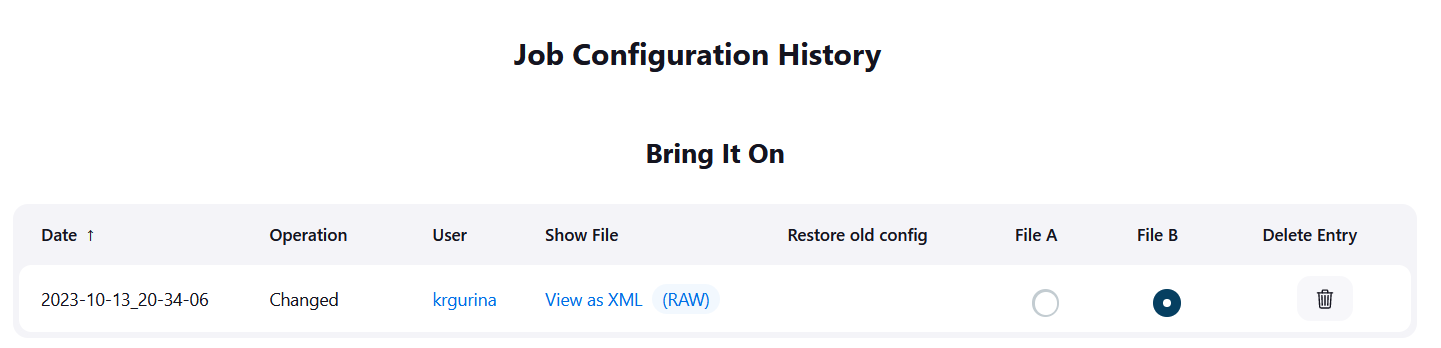 Job Configuration History
Bring It On
Date ↑ Operation User Show File Restore old config File A File B Delete Entry
2023-10-13_20-34-06 Changed krgurina View as XML (RAW)